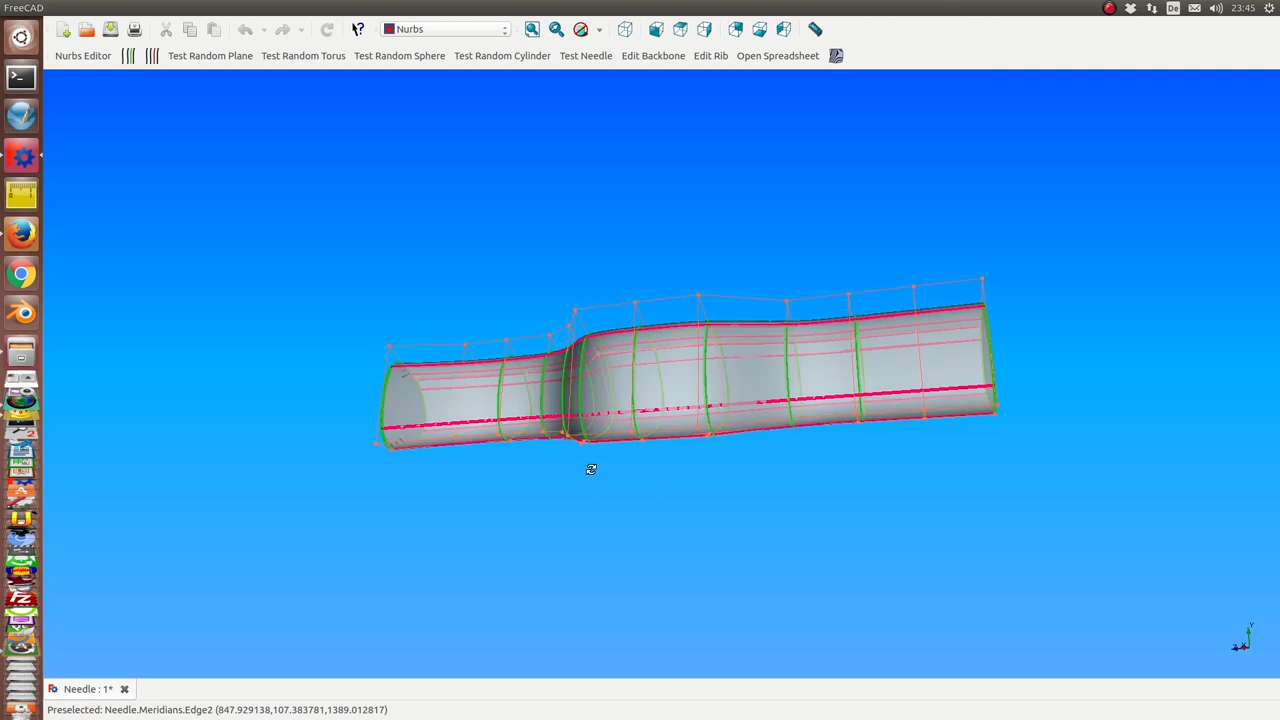 FreeCAD
De
23:45
Nurbs
Nurbs Editor
Test Random Plane
Test Random Torus
Test Random Sphere
Test Random Cylinder
Test Needle
Edit Backbone
Edit Rib
Open Spreadsheet
Y
Needle : 1*
Preselected: Needle.Meridians.Edge2 (847.929138,107.383781,1389.012817)